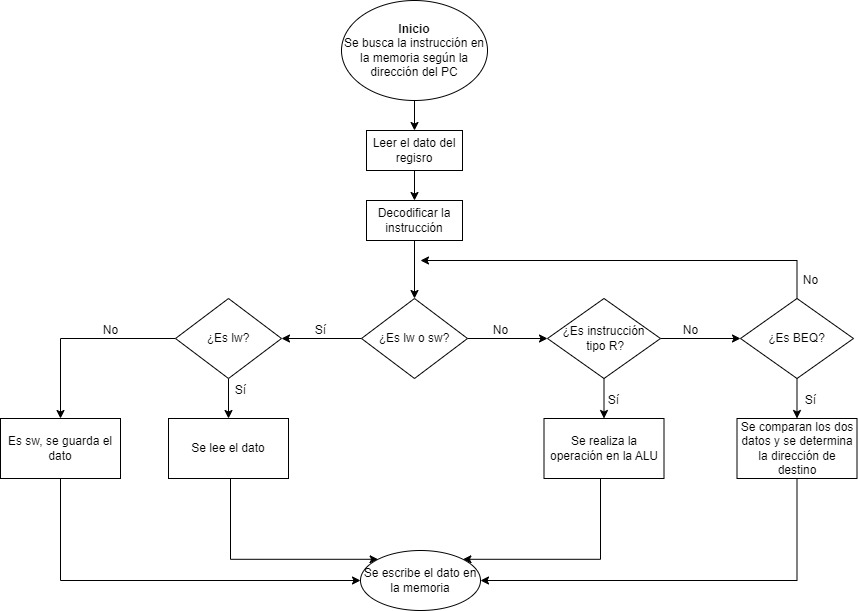 Inicio
Se busca la instrucción en
la memoria según la
dirección del PC
Leer el dato del
regisro
Decodificar la
instrucción
No
¿Es lw?
Sí
¿Es lw o sw?
No
¿Es instrucción
tipo R?
No
¿Es BEQ?
No
Sí
Sí
Sí
Es sw, se guarda el
dato
Se lee el dato
Se realiza la
operación en la ALU
Se comparan los dos
datos y se determina
la dirección de
destino
Se escribe el dato en
la memoria